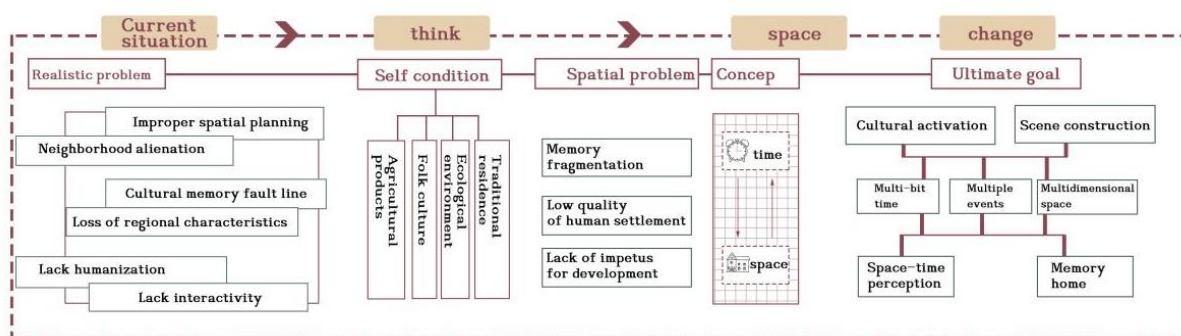 Current
situation
think
space
change
Realistic problem
Self condition
Spatial problem
Concep
Ultimate goal
Improper spatial planning
Neighborhood alienation
Cultural memory fault line
Loss of regional characteristics
Lack humanization
Lack interactivity
Agricultural
products
Folk culture
Ecological
environment
Traditional
residence
Memory
fragmentation
Low quality
of human settlement
Lack of impetus
for development
time
space
Cultural activation
Scene construction
Multi-bit
time
Multiple
events
Multidimensional
space
Space-time
perception
Memory
home